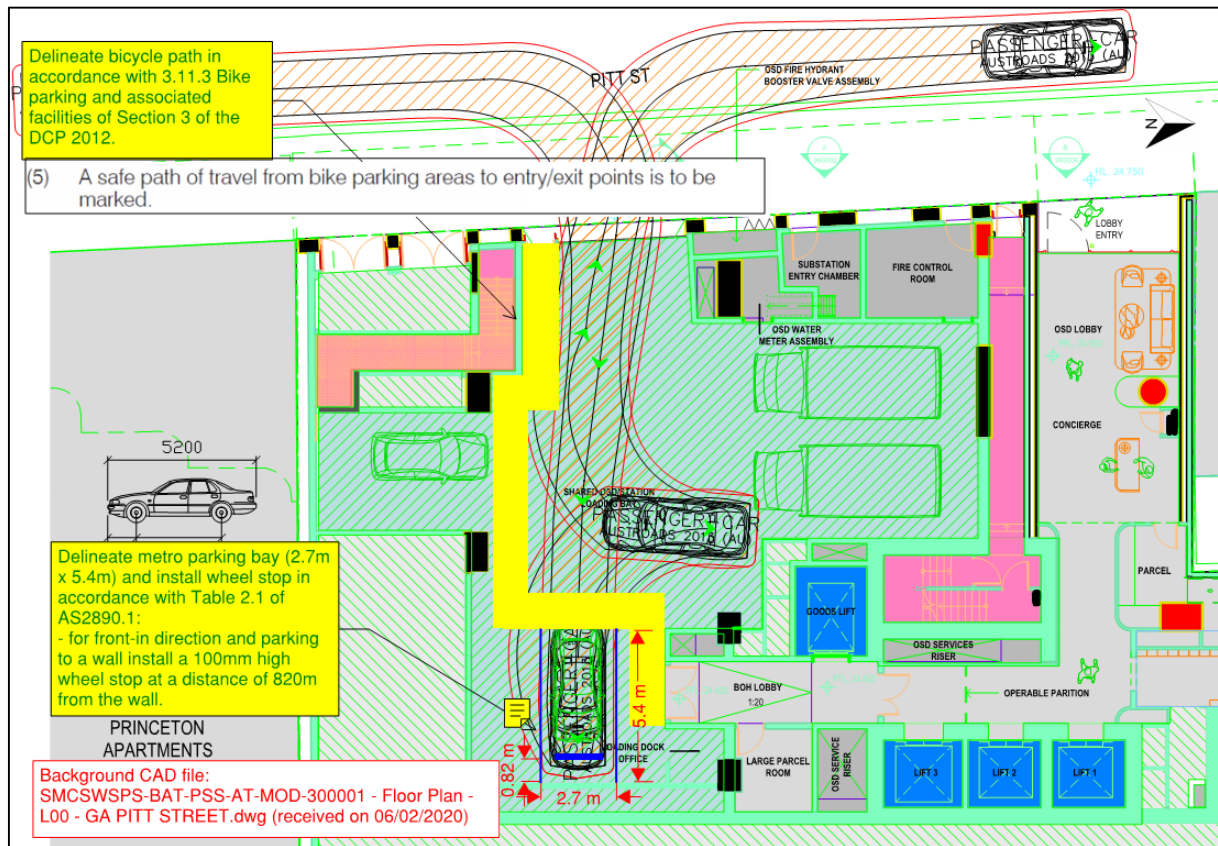 Delineate bicycle path in
accordance with 3.11.3 Bike
parking and associated
facilities of Section 3 of the
DCP 2012.
PITT ST
PASSENGER CAR
AUSTROADS 2013 (AU)
OSD FIRE HYDRANT
BOOSTER VALVE ASSEMBLY
N
(5) A safe path of travel from bike parking areas to entry/exit points is to be
marked.
RL 24.750
LOBBY
ENTRY
SUBSTATION
ENTRY CHAMBER
FIRE CONTROL
ROOM
OSD WATER
METER ASSEMBLY
OSD LOBBY
CONCIERGE
5200
SHARED OSD/STATION
LOADING BAY
PASSENGER CAR
AUSTROADS 2013 (AU)
Delineate metro parking bay (2.7m
x 5.4m) and install wheel stop in
accordance with Table 2.1 of
AS2890.1:
- for front-in direction and parking
to a wall install a 100mm high
wheel stop at a distance of 820m
from the wall.
GOODS LIFT
PARCEL
OSD SERVICES
RISER
BOH LOBBY
1:20
OPERABLE PARITION
5.4 m
PRINCETON
APARTMENTS
LOADING DOCK
OFFICE
LARGE PARCEL
ROOM
OSD SERVICE
RISER
LIFT 3
LIFT 2
LIFT 1
0.82 m
2.7 m
Background CAD file:
SMCSWSPS-BAT-PSS-AT-MOD-300001 - Floor Plan -
L00 - GA PITT STREET.dwg (received on 06/02/2020)